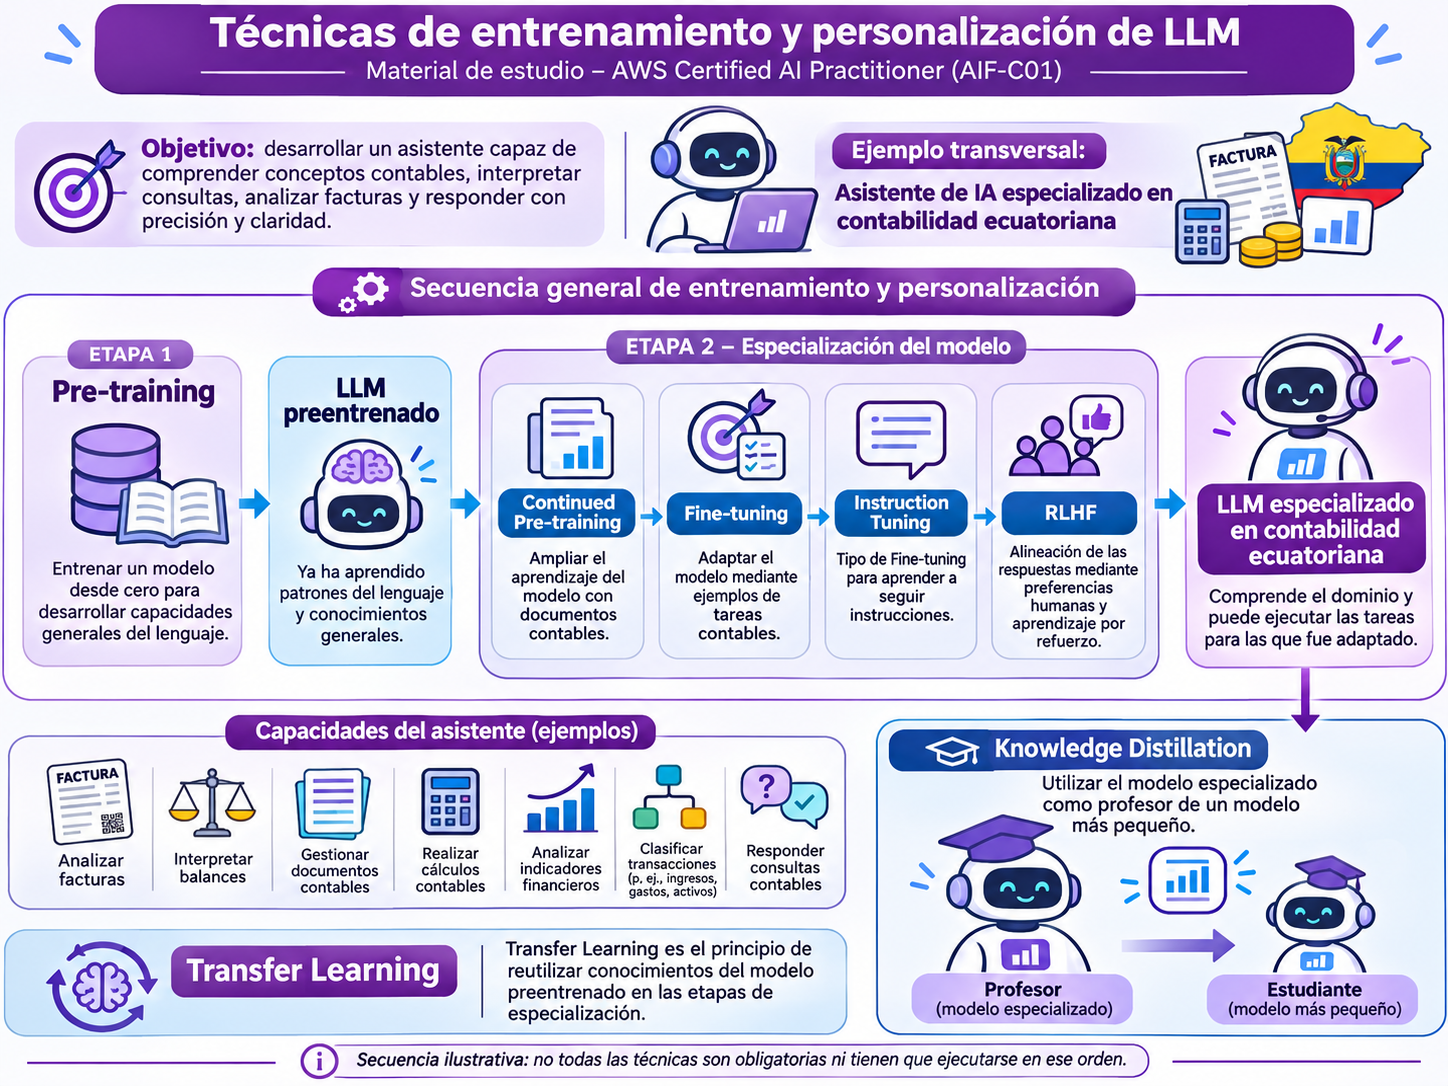 Técnicas de entrenamiento y personalización de LLM
Material de estudio – AWS Certified AI Practitioner (AIF-C01)
Objetivo: desarrollar un asistente capaz de
comprender conceptos contables, interpretar
consultas, analizar facturas y responder con
precisión y claridad.
Ejemplo transversal:
Asistente de IA especializado en
contabilidad ecuatoriana
FACTURA
Secuencia general de entrenamiento y personalización
ETAPA 1
Pre-training
Entrenar un modelo
desde cero para
desarrollar capacidades
generales del lenguaje.
LLM
preentrenado
Ya ha aprendido
patrones del lenguaje
y conocimientos
generales.
ETAPA 2 – Especialización del modelo
Continued
Pre-training
Ampliar el
aprendizaje del
modelo con
documentos
contables.
Fine-tuning
Adaptar el
modelo mediante
ejemplos de
tareas
contables.
Instruction
Tuning
Tipo de Fine-tuning
para aprender a
seguir
instrucciones.
RLHF
Alineación de las
respuestas mediante
preferencias
humanas y
aprendizaje por
refuerzo.
LLM especializado
en contabilidad
ecuatoriana
Comprende el dominio y
puede ejecutar las tareas
para las que fue adaptado.
Capacidades del asistente (ejemplos)
FACTURA
Analizar
facturas
Interpretar
balances
Gestionar
documentos
contables
Realizar
cálculos
contables
Analizar
indicadores
financieros
Clasificar
transacciones
(p. ej., ingresos,
gastos, activos)
?
Responder
consultas
contables
Knowledge Distillation
Utilizar el modelo especializado
como profesor de un modelo
más pequeño.
Profesor
(modelo especializado)
Estudiante
(modelo más pequeño)
Transfer Learning
Transfer Learning es el principio de
reutilizar conocimientos del modelo
preentrenado en las etapas de
especialización.
i
Secuencia ilustrativa: no todas las técnicas son obligatorias ni tienen que ejecutarse en ese orden.